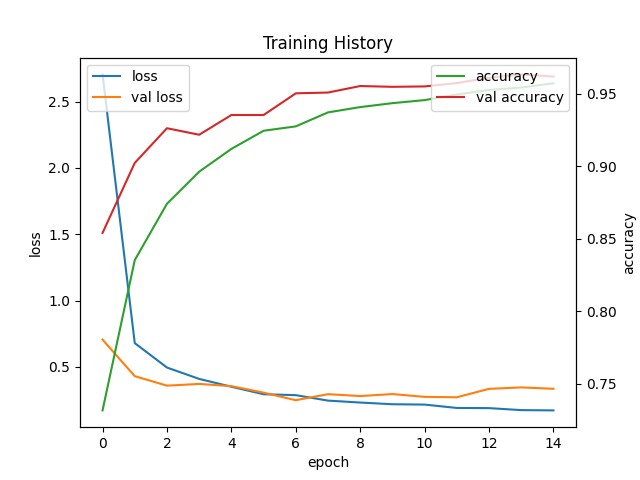 Training History
loss
val loss
accuracy
val accuracy
2.5
2.0
1.5
1.0
0.5
loss
0.95
0.90
0.85
0.80
0.75
accuracy
0 2 4 6 8 10 12 14
epoch